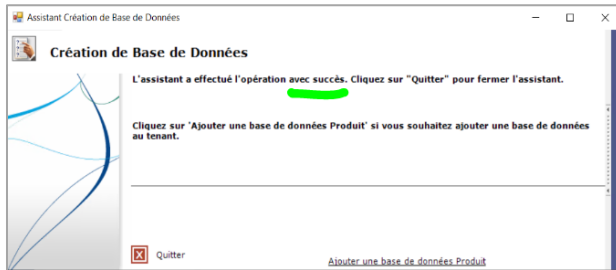 Assistant Création de Base de Données
Création de Base de Données
L'assistant a effectué l'opération avec succès. Cliquez sur "Quitter" pour fermer l'assistant.
Cliquez sur 'Ajouter une base de données Produit' si vous souhaitez ajouter une base de données
au tenant.
Quitter
Ajouter une base de données Produit